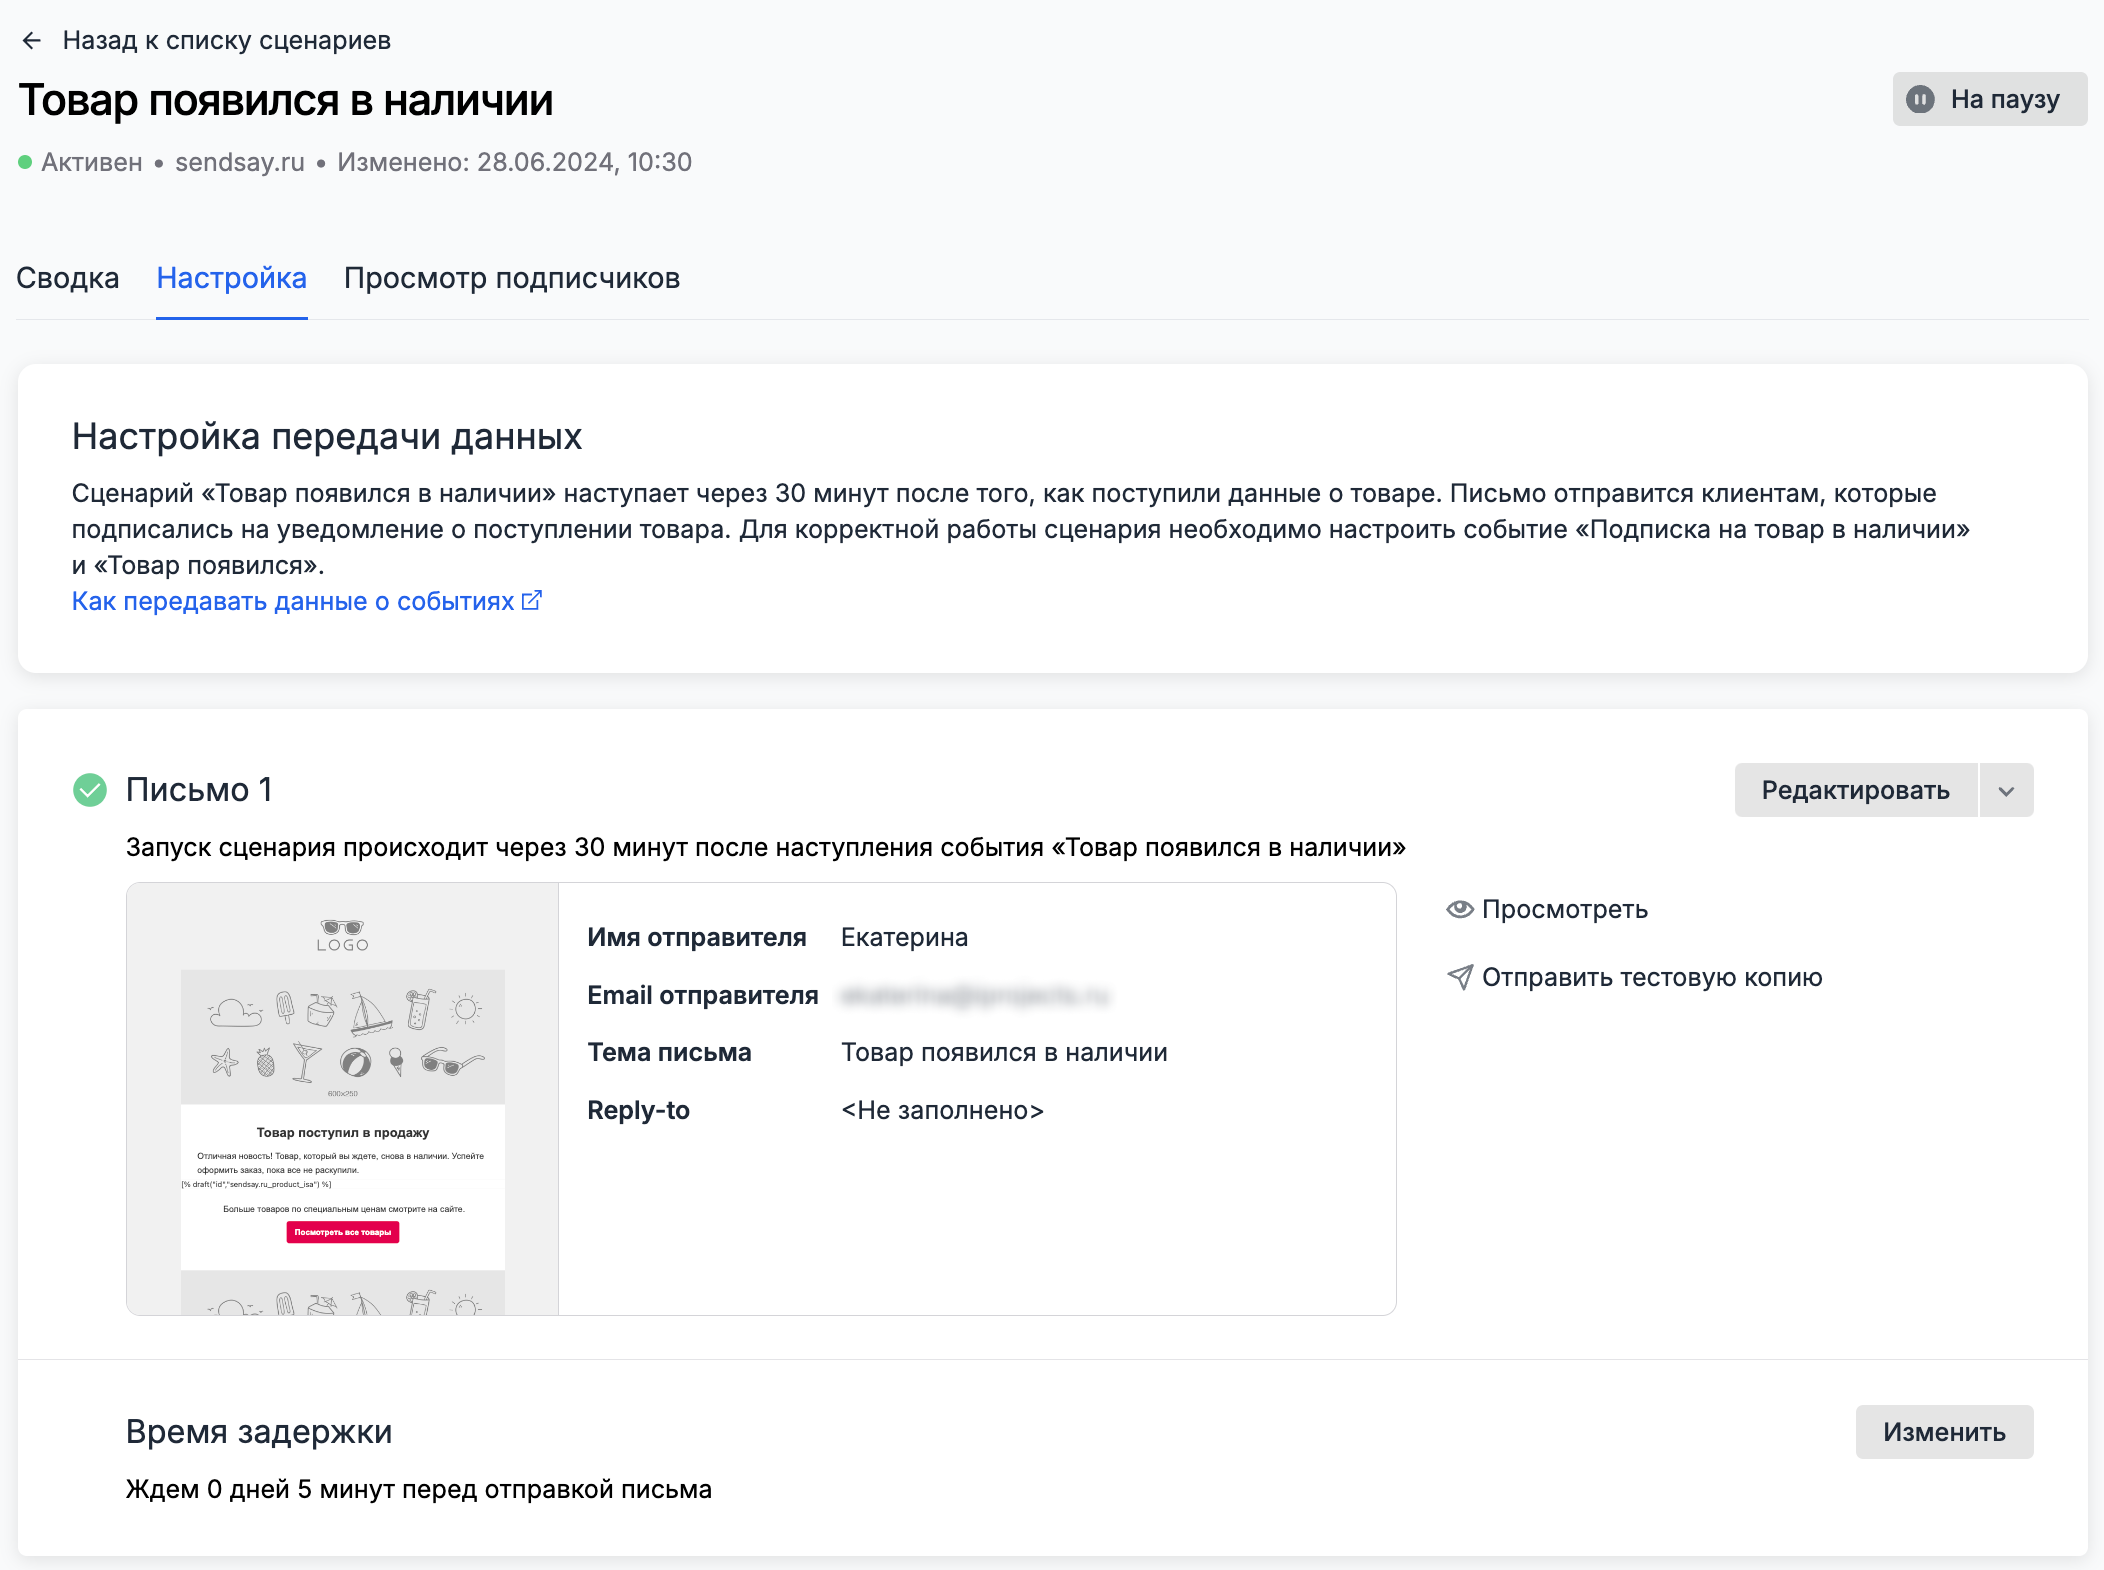 Назад к списку сценариев
Товар появился в наличии
На паузу
Активен • sendsay.ru • Изменено: 28.06.2024, 10:30
Сводка Настройка Просмотр подписчиков
Настройка передачи данных
Сценарий «Товар появился в наличии» наступает через 30 минут после того, как поступили данные о товаре. Письмо отправится клиентам, которые
подписались на уведомление о поступлении товара. Для корректной работы сценария необходимо настроить событие «Подписка на товар в наличии»
и «Товар появился».
Как передавать данные о событиях
Письмо 1
Редактировать
Запуск сценария происходит через 30 минут после наступления события «Товар появился в наличии»
LOGO
600x250
Товар поступил в продажу
Отличная новость! Товар, который вы ждете, снова в наличии. Успейте
оформить заказ, пока все не раскупили.
[% draft("id","sendsay.ru_product_isa") %]
Больше товаров по специальным ценам смотрите на сайте.
Посмотреть все товары
Имя отправителя Екатерина
Email отправителя
Тема письма Товар появился в наличии
Reply-to <Не заполнено>
Просмотреть
Отправить тестовую копию
Время задержки
Изменить
Ждем 0 дней 5 минут перед отправкой письма